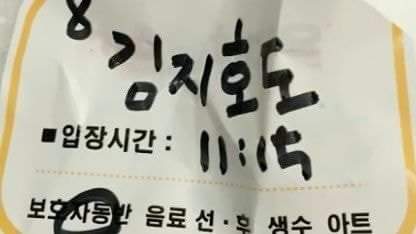 8
김지호도
■입장시간 : 11:15
보호자동반 음료 선·후 생수 아트